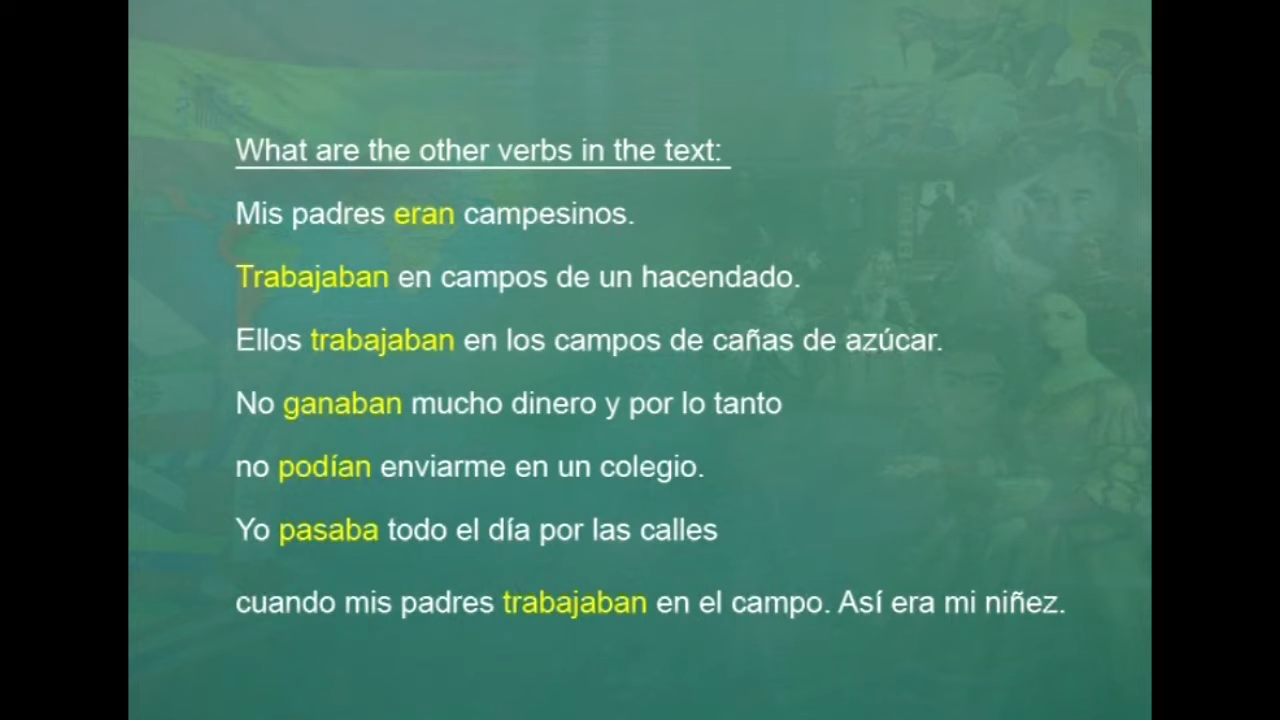 What are the other verbs in the text:
Mis padres eran campesinos.
Trabajaban en campos de un hacendado.
Ellos trabajaban en los campos de cañas de azúcar.
No ganaban mucho dinero y por lo tanto
no podían enviarme en un colegio.
Yo pasaba todo el día por las calles
cuando mis padres trabajaban en el campo. Así era mi niñez.